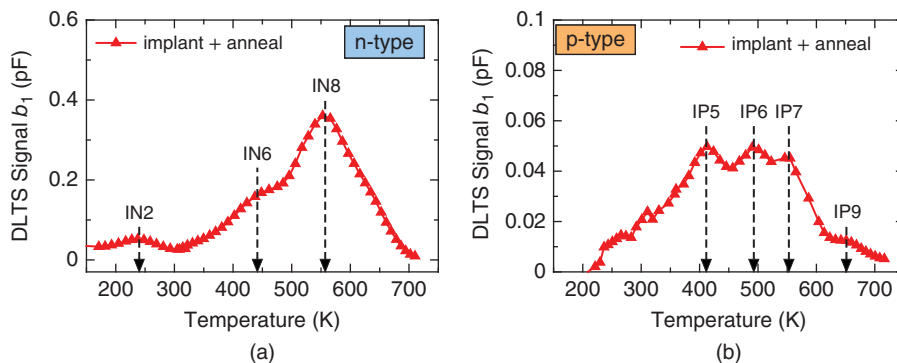 0.6
0.4
0.2
0
DLTS Signal b₁ (pF)
implant + anneal
n-type
IN2
IN6
IN8
200 300 400 500 600 700
Temperature (K)
(a)
0.1
0.08
0.06
0.04
0.02
0
DLTS Signal b₁ (pF)
p-type
implant + anneal
IP5
IP6
IP7
IP9
100 200 300 400 500 600 700
Temperature (K)
(b)